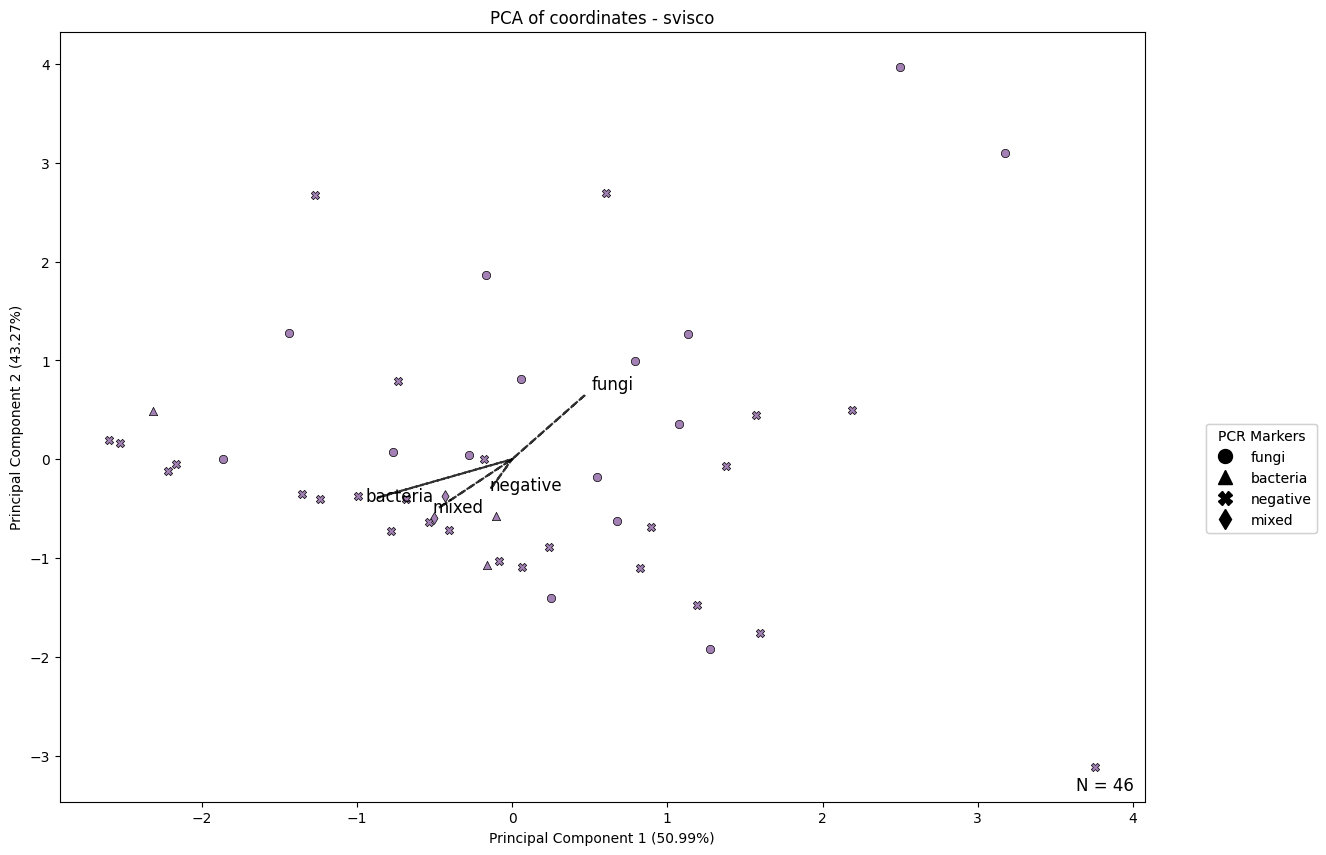 PCA of coordinates - svisco
Principal Component 2 (43.27%)
4
3
2
1
0
−1
−2
−3
fungi
bacteria
negative
mixed
N = 46
−2
−1
0
1
2
3
4
Principal Component 1 (50.99%)
PCR Markers
fungi
bacteria
negative
mixed